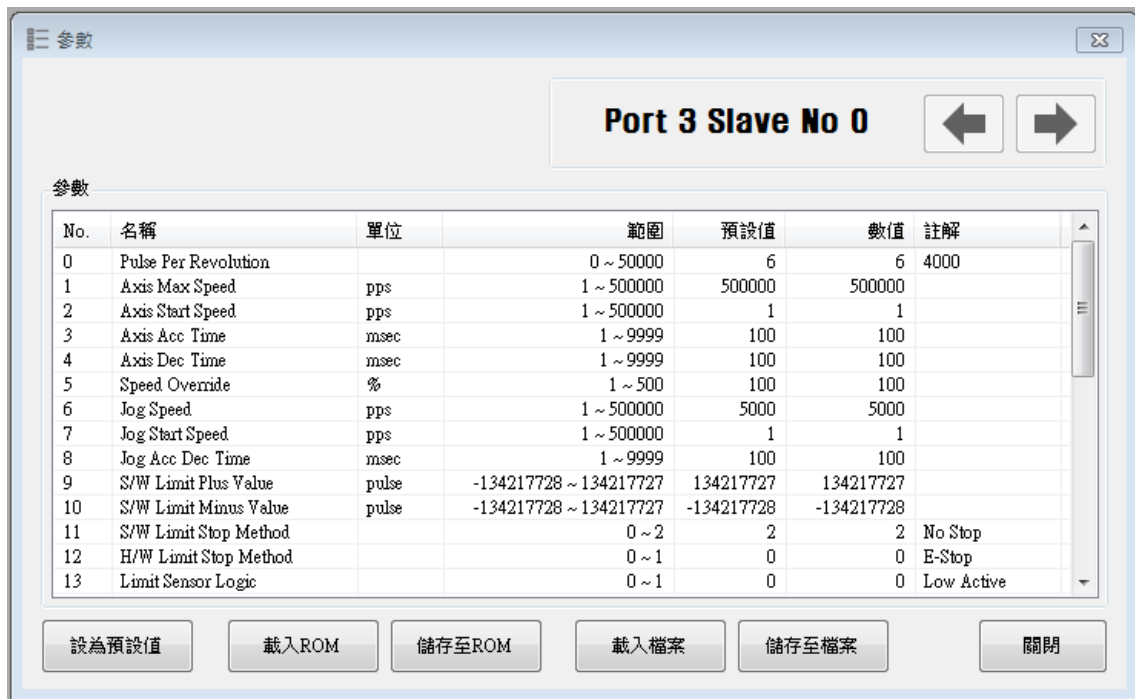 參數
Port 3 Slave No 0
參數
No. 名稱 單位 範圍 預設值 數值 註解
0 Pulse Per Revolution 0 ~ 50000 6 6 4000
1 Axis Max Speed pps 1 ~ 500000 500000 500000
2 Axis Start Speed pps 1 ~ 500000 1 1
3 Axis Acc Time msec 1 ~ 9999 100 100
4 Axis Dec Time msec 1 ~ 9999 100 100
5 Speed Override % 1 ~ 500 100 100
6 Jog Speed pps 1 ~ 500000 5000 5000
7 Jog Start Speed pps 1 ~ 500000 1 1
8 Jog Acc Dec Time msec 1 ~ 9999 100 100
9 S/W Limit Plus Value pulse -134217728 ~ 134217727 134217727 134217727
10 S/W Limit Minus Value pulse -134217728 ~ 134217727 -134217728 -134217728
11 S/W Limit Stop Method 0 ~ 2 2 2 No Stop
12 H/W Limit Stop Method 0 ~ 1 0 0 E-Stop
13 Limit Sensor Logic 0 ~ 1 0 0 Low Active
設為預設值 載入ROM 儲存至ROM 載入檔案 儲存至檔案 關閉